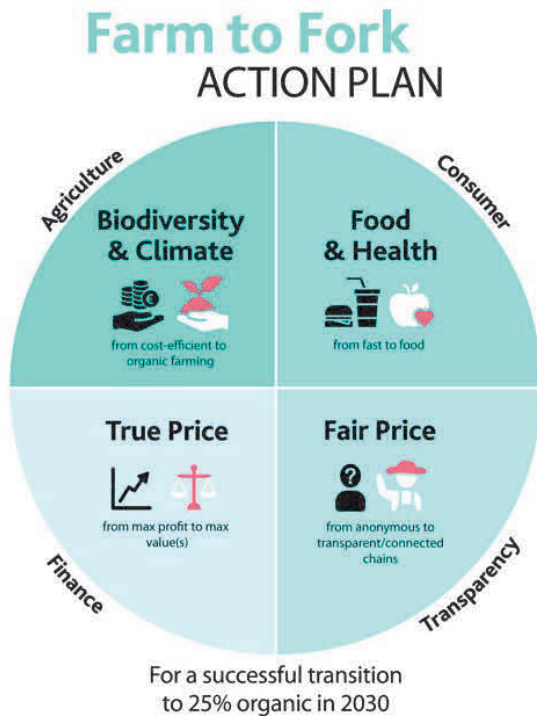 Farm to Fork
ACTION PLAN
Agriculture
Consumer
Biodiversity
& Climate
€
from cost-efficient to
organic farming
Food
& Health
from fast to food
True Price
from max profit to max
value(s)
Fair Price
?
from anonymous to
transparent/connected
chains
Finance
Transparency
For a successful transition
to 25% organic in 2030